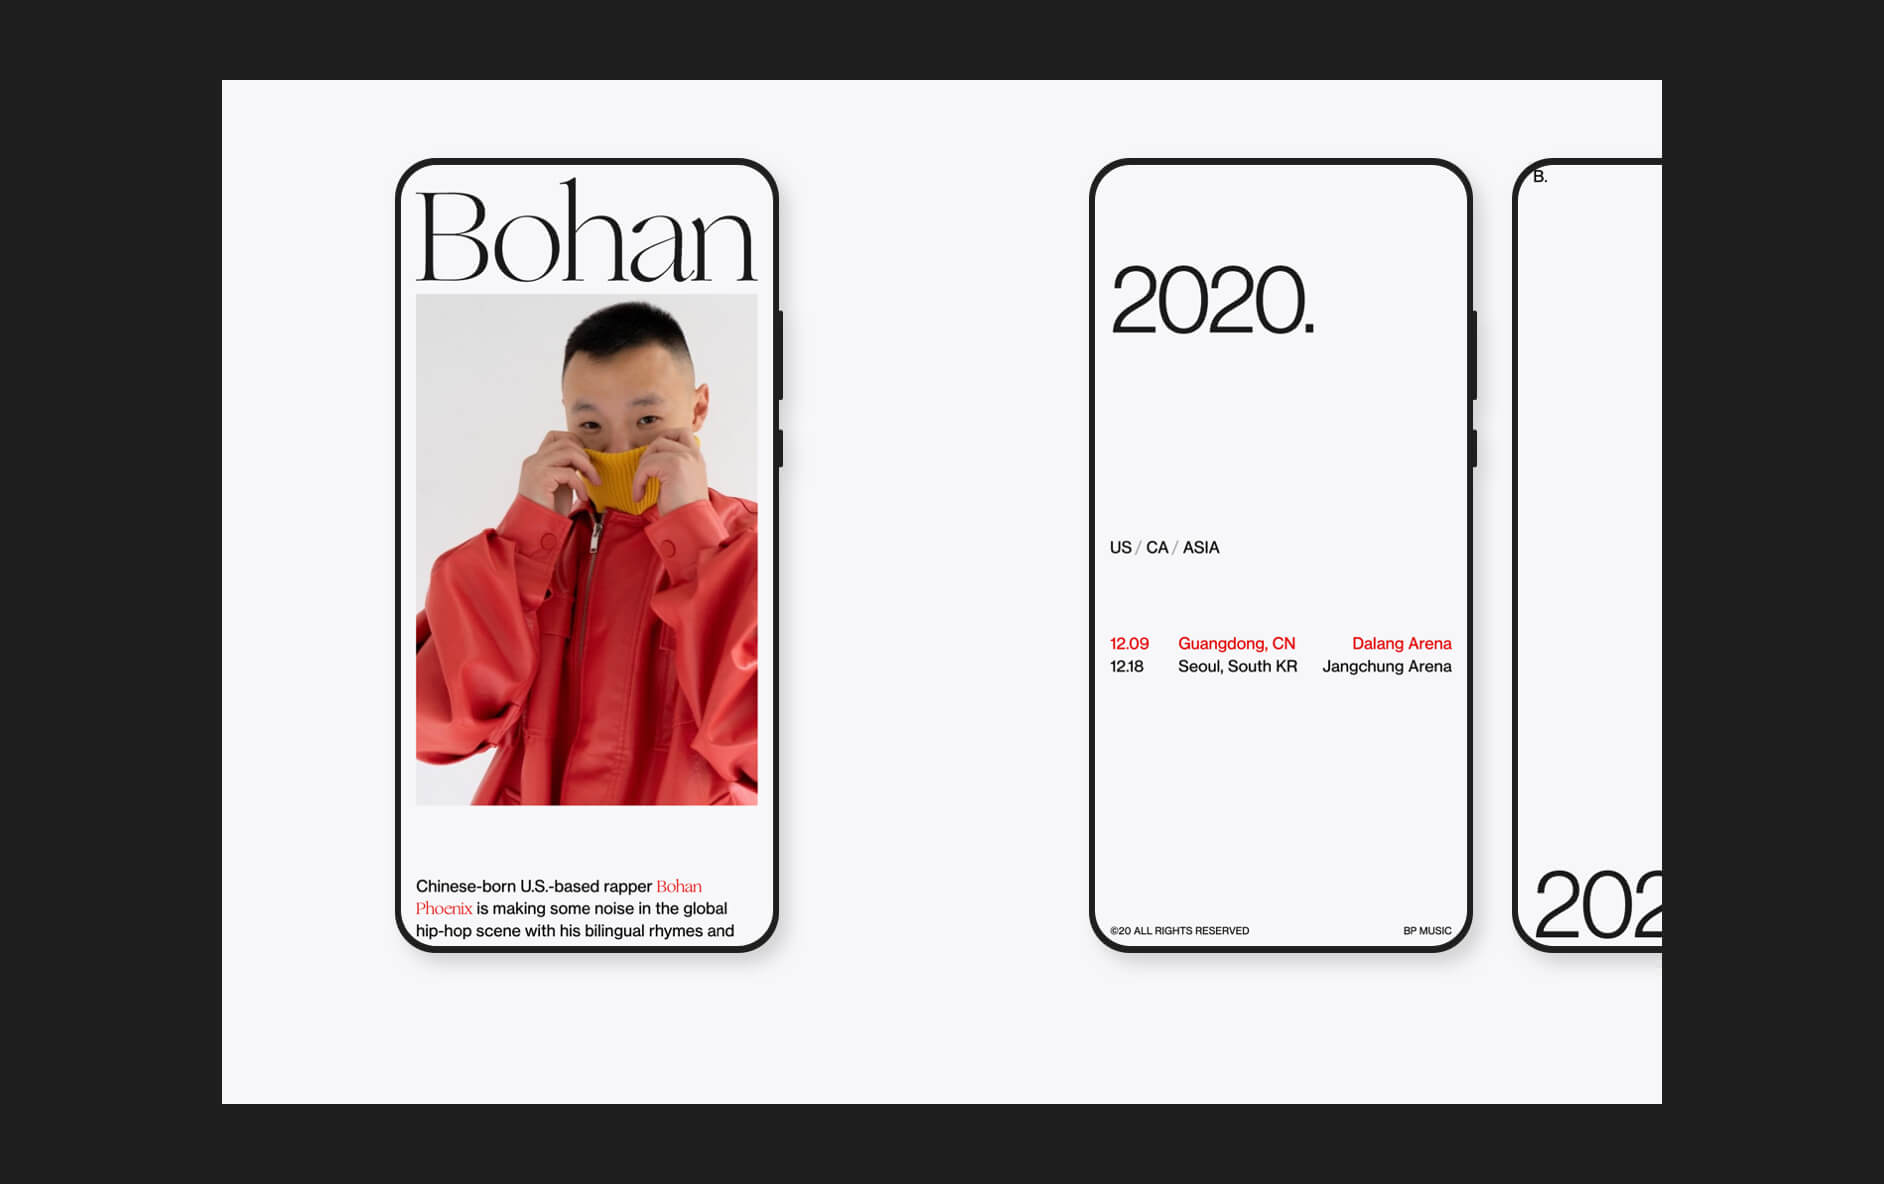 Bohan
Chinese-born U.S.-based rapper Bohan
Phoenix is making some noise in the global
hip-hop scene with his bilingual rhymes and
2020.
US / CA / ASIA
12.09 Guangdong, CN Dalang Arena
12.18 Seoul, South KR Jangchung Arena
©20 ALL RIGHTS RESERVED BP MUSIC
B.
202